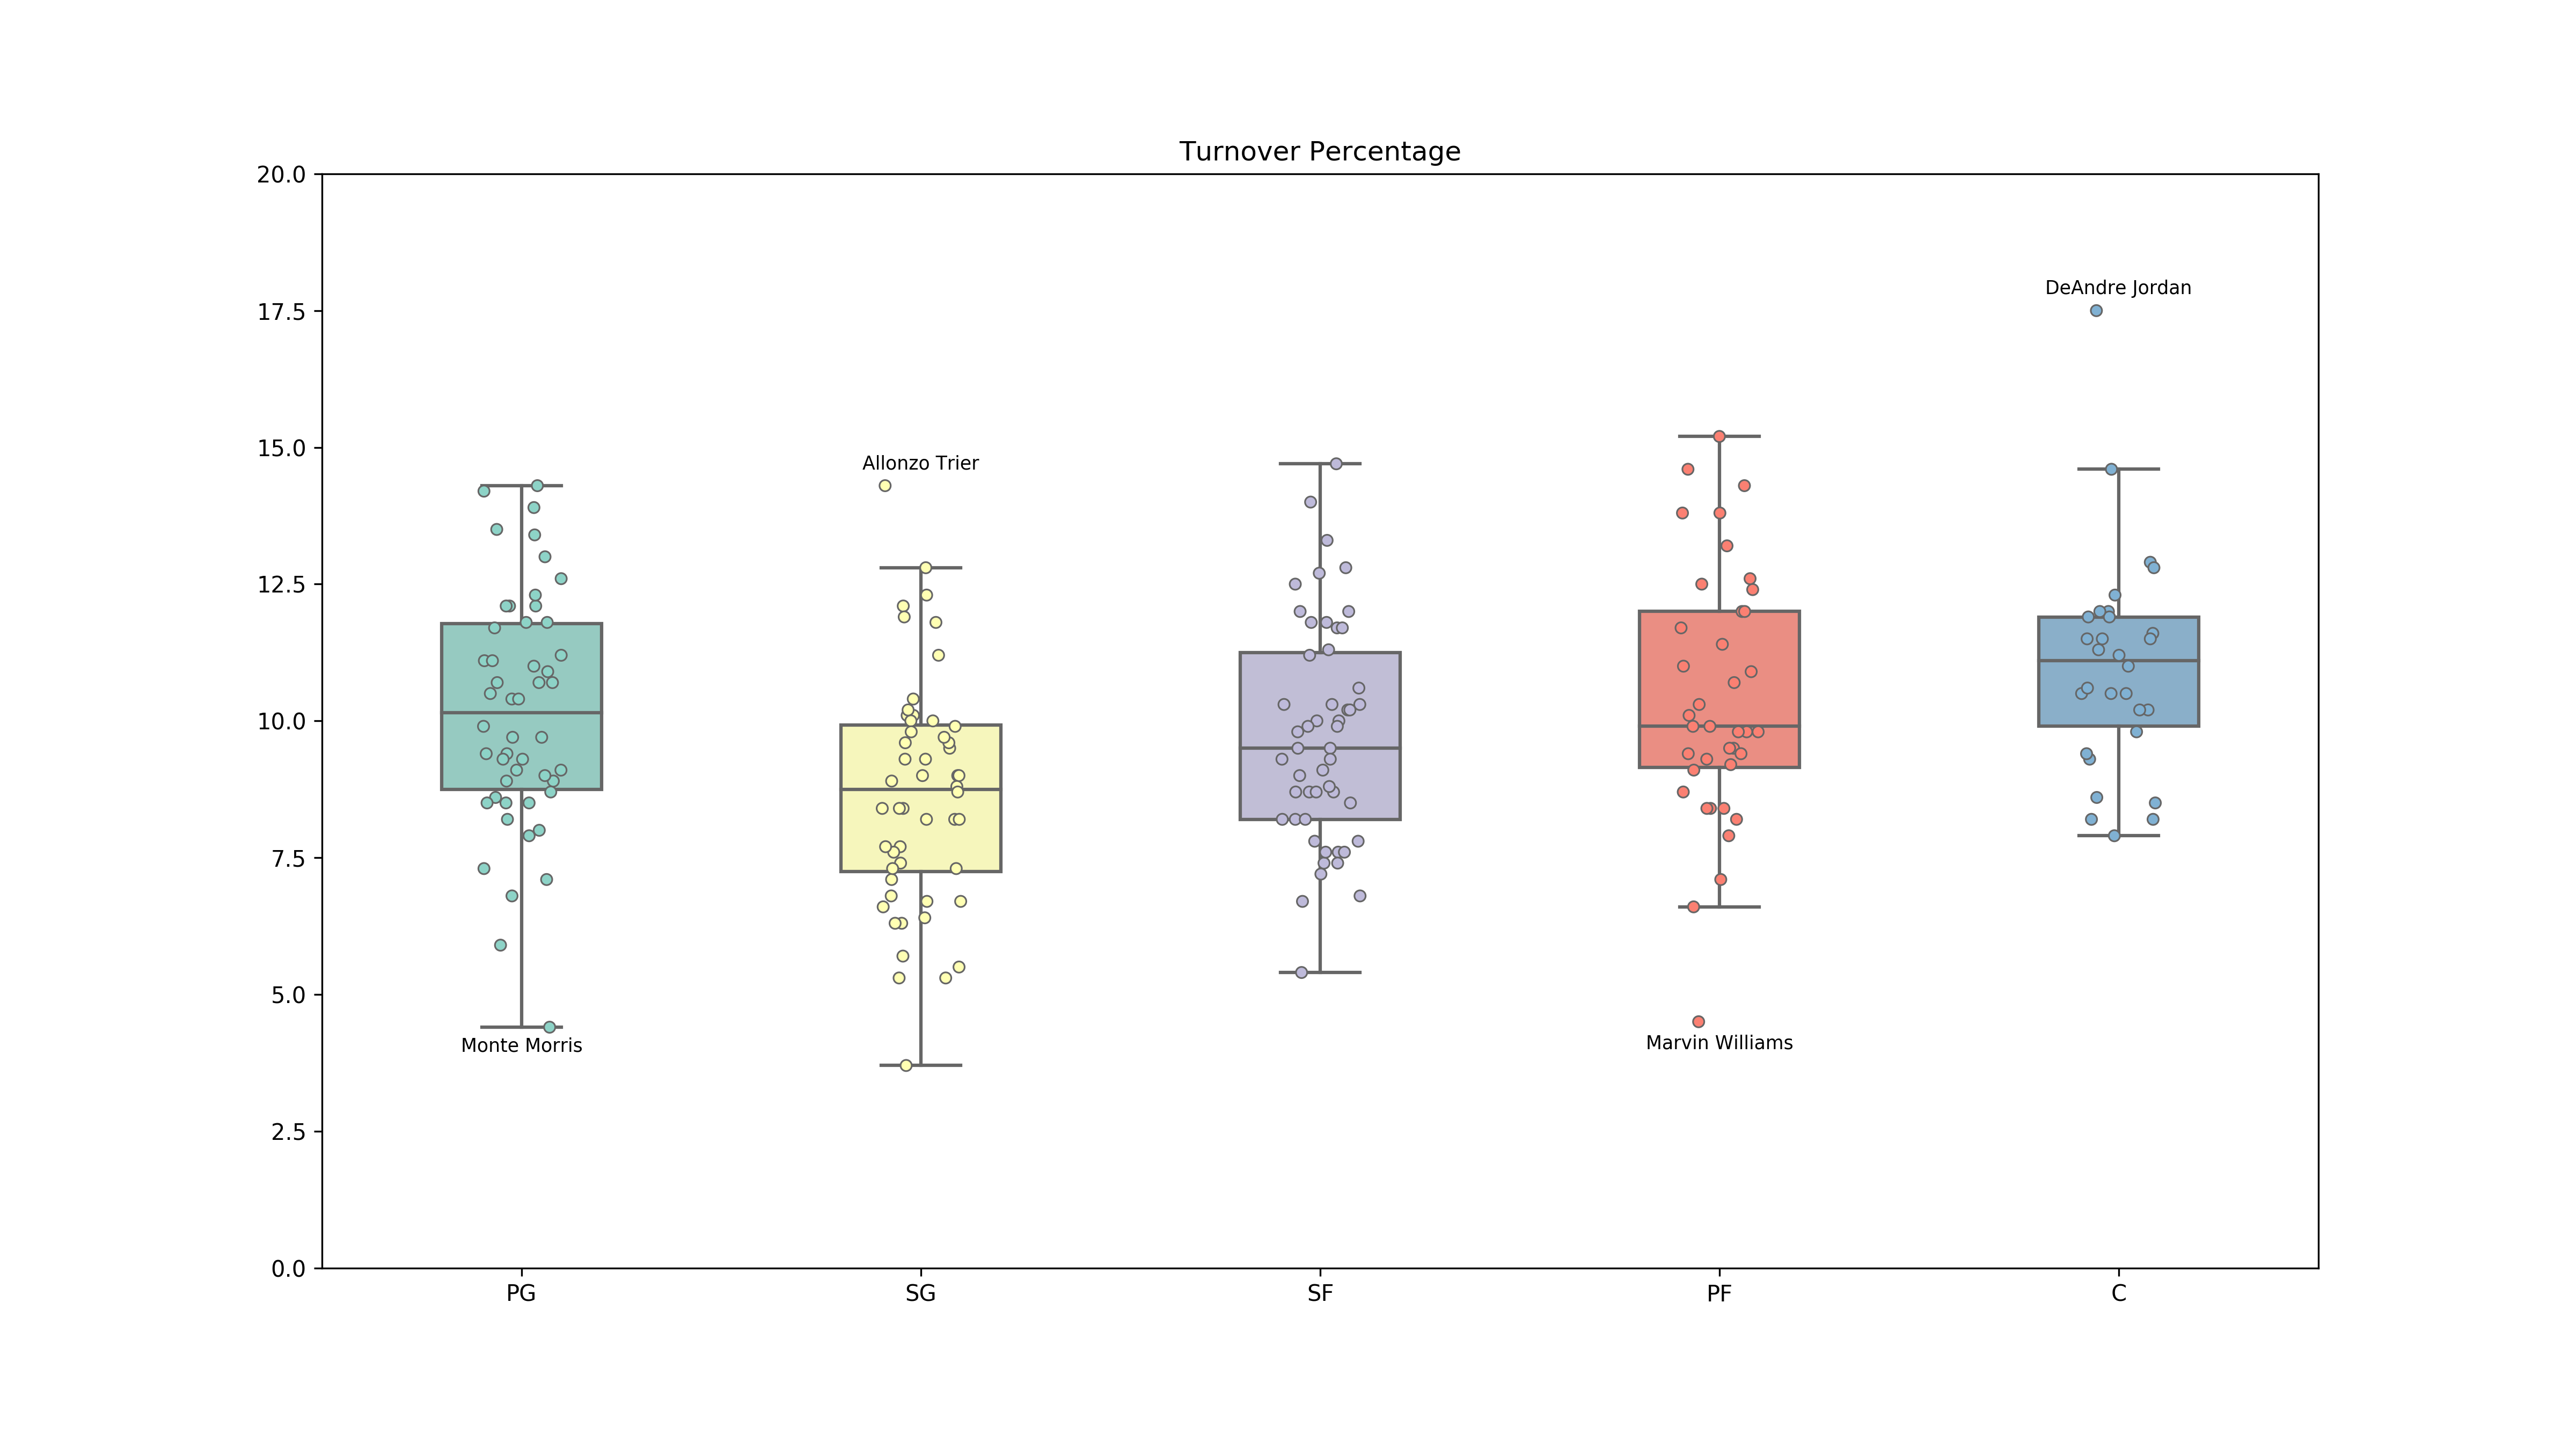 Turnover Percentage
20.0
17.5
15.0
12.5
10.0
7.5
5.0
2.5
0.0
DeAndre Jordan
Allonzo Trier
Monte Morris
Marvin Williams
PG
SG
SF
PF
C